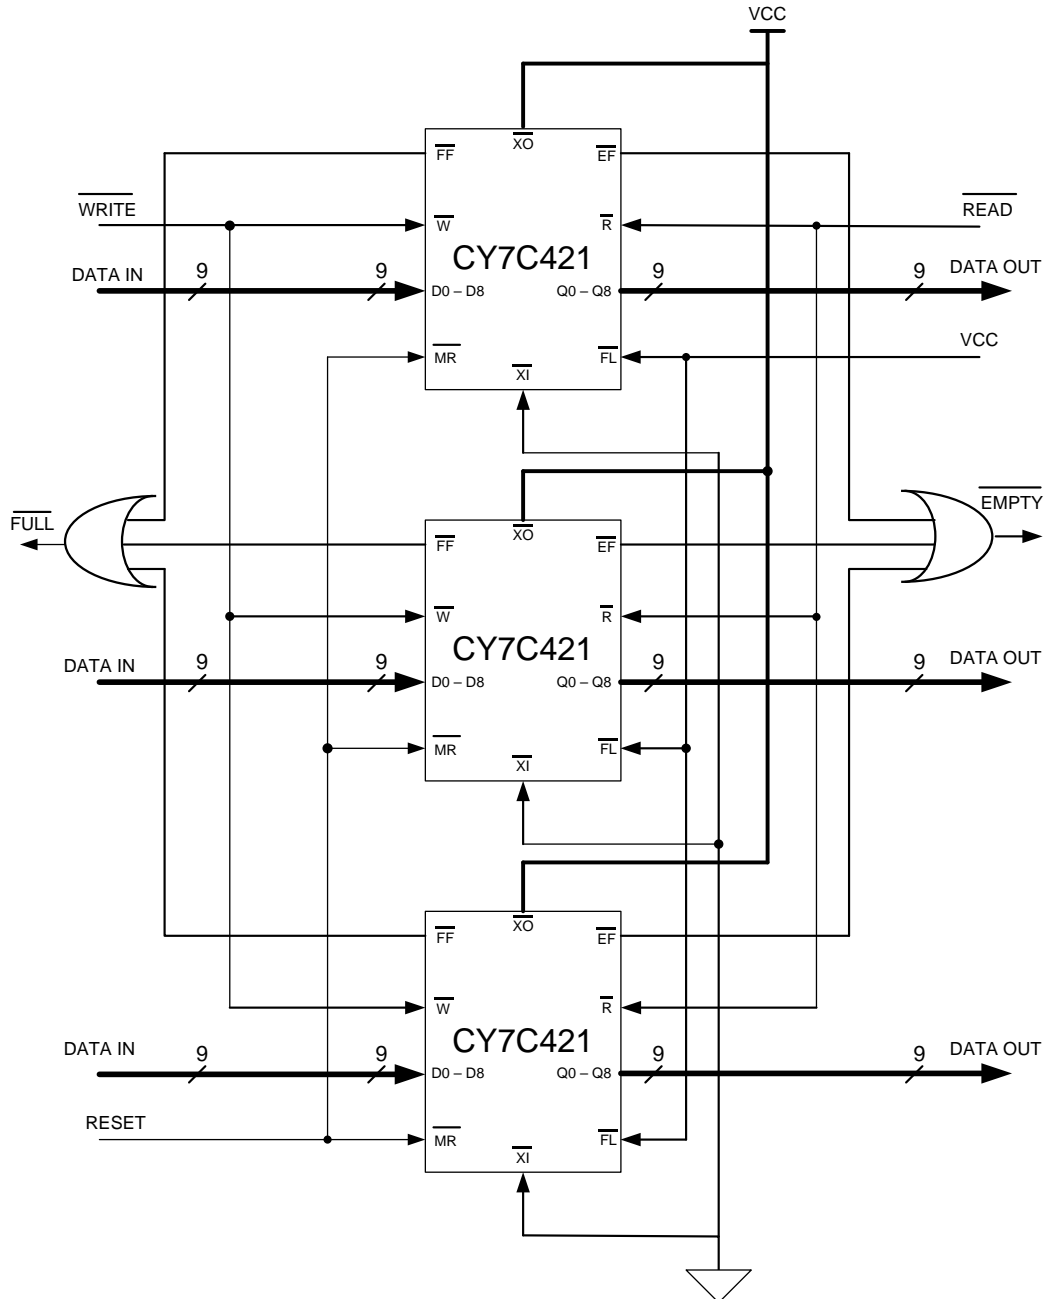 VCC
XO
FF
EF
WRITE
W
R
READ
CY7C421
DATA IN
9
9
D0 – D8
Q0 – Q8
9
9
DATA OUT
MR
XI
FL
VCC
FULL
XO
EMPTY
FF
EF
W
R
CY7C421
DATA IN
9
9
D0 – D8
Q0 – Q8
9
9
DATA OUT
MR
XI
FL
XO
FF
EF
W
R
CY7C421
DATA IN
9
9
D0 – D8
Q0 – Q8
9
9
DATA OUT
RESET
MR
XI
FL